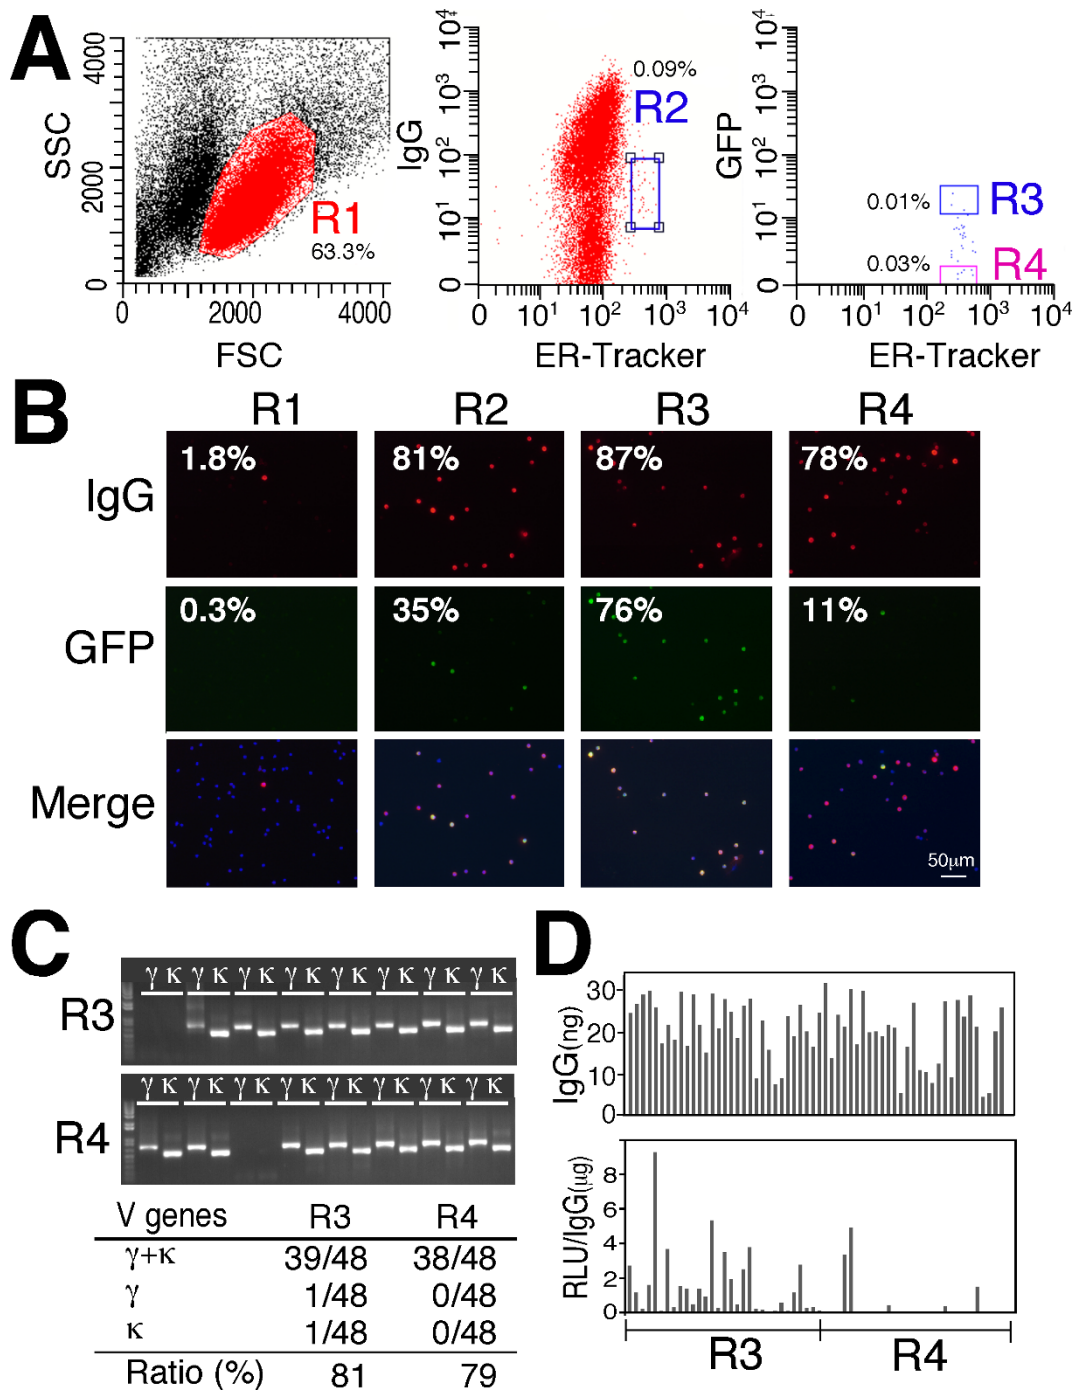 A
SSC
4000
2000
0
R1
63.3%
0
2000
4000
FSC
IgG
10⁴
10³
10²
10¹
0
0.09%
R2
0
10¹
10²
10³
10⁴
ER-Tracker
GFP
10⁴
10³
10²
10¹
0
0.01%
R3
0.03%
R4
0
10¹
10²
10³
10⁴
ER-Tracker
B
R1
R2
R3
R4
IgG
1.8%
81%
87%
78%
GFP
0.3%
35%
76%
11%
Merge
50μm
C
γ κ γ κ γ κ γ κ γ κ γ κ γ κ γ κ
R3
γ κ γ κ γ κ γ κ γ κ γ κ γ κ γ κ
R4
V genes R3 R4
γ+κ 39/48 38/48
γ 1/48 0/48
κ 1/48 0/48
Ratio (%) 81 79
D
IgG(ng)
30
20
10
0
RLU/IgG(μg)
8
6
4
2
0
R3
R4